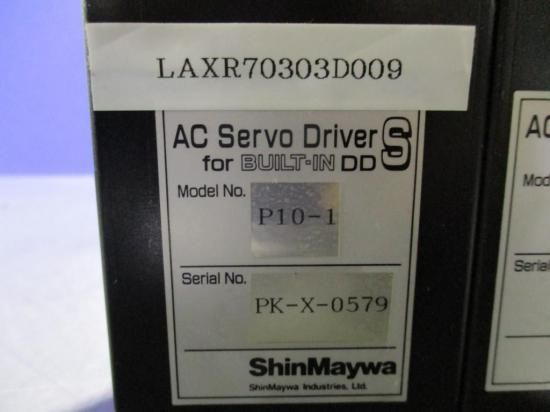 LAXR70303D009
AC Servo Driver S
for BUILT-IN DD
Model No.
P10-1
Serial No.
PK-X-0579
ShinMaywa
ShinMaywa Industries, Ltd.
AC
Mod
Serial